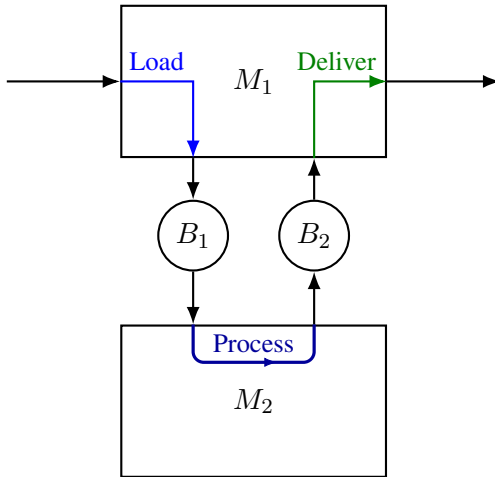 Load
Deliver
M₁
B₁
B₂
Process
M₂